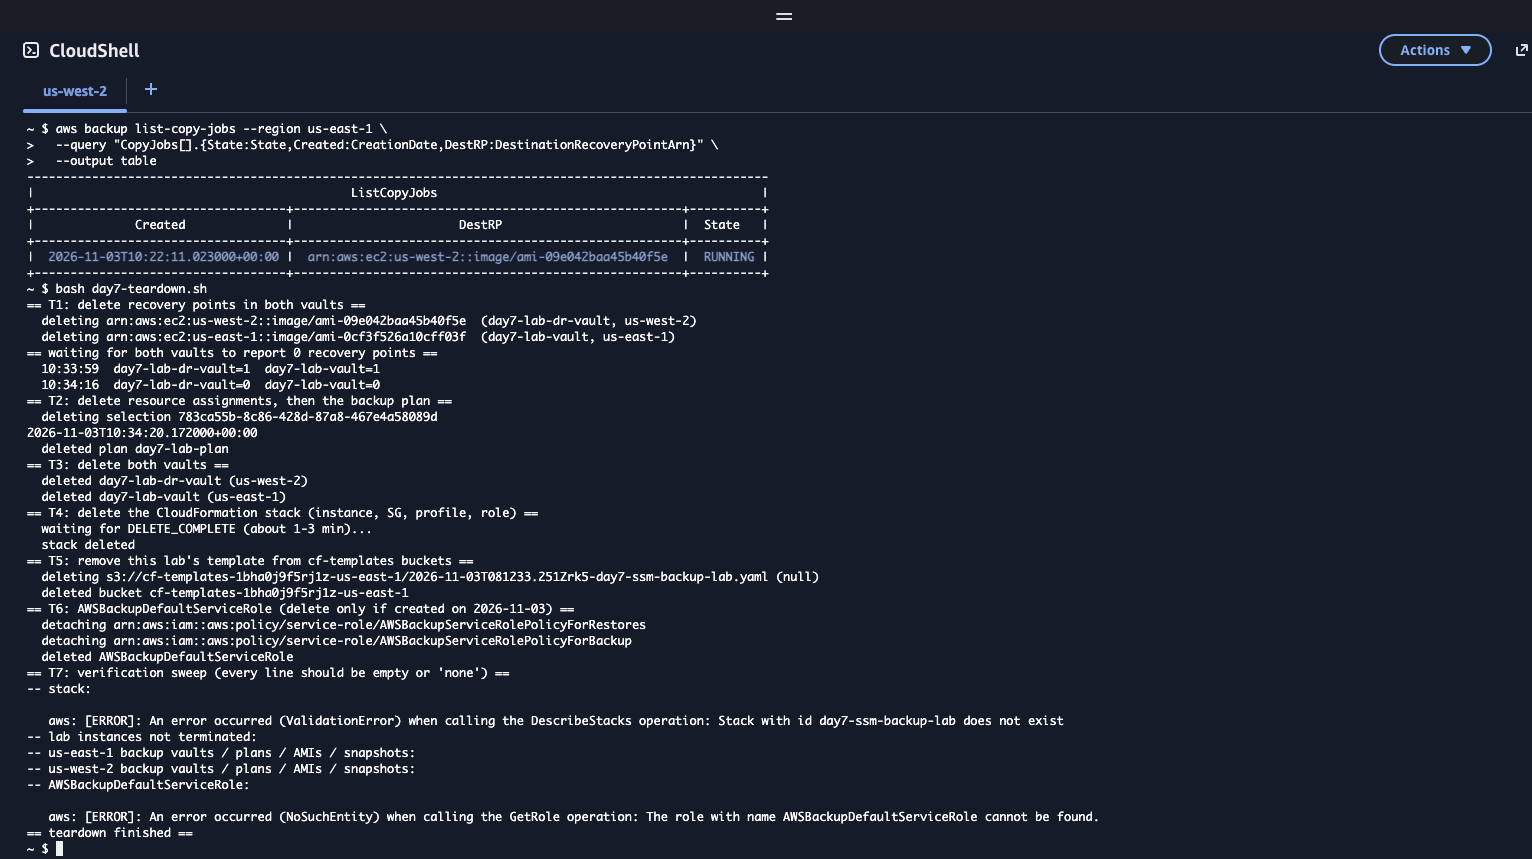 CloudShell
Actions
us-west-2
+
~ $ aws backup list-copy-jobs --region us-east-1 \
>   --query "CopyJobs[].{State:State,Created:CreationDate,DestRP:DestinationRecoveryPointArn}" \
>   --output table
-------------------------------------------------------------------------------------------------------
|                                            ListCopyJobs                                             |
+-----------------------------------+------------------------------------------------------+----------+
|              Created              |                       DestRP                         |  State   |
+-----------------------------------+------------------------------------------------------+----------+
|  2026-11-03T10:22:11.023000+00:00 |  arn:aws:ec2:us-west-2::image/ami-09e042baa45b40f5e  |  RUNNING |
+-----------------------------------+------------------------------------------------------+----------+
~ $ bash day7-teardown.sh
== T1: delete recovery points in both vaults ==
  deleting arn:aws:ec2:us-west-2::image/ami-09e042baa45b40f5e  (day7-lab-dr-vault, us-west-2)
  deleting arn:aws:ec2:us-east-1::image/ami-0cf3f526a10cff03f  (day7-lab-vault, us-east-1)
== waiting for both vaults to report 0 recovery points ==
  10:33:59  day7-lab-dr-vault=1  day7-lab-vault=1
  10:34:16  day7-lab-dr-vault=0  day7-lab-vault=0
== T2: delete resource assignments, then the backup plan ==
  deleting selection 783ca55b-8c86-428d-87a8-467e4a58089d
2026-11-03T10:34:20.172000+00:00
  deleted plan day7-lab-plan
== T3: delete both vaults ==
  deleted day7-lab-dr-vault (us-west-2)
  deleted day7-lab-vault (us-east-1)
== T4: delete the CloudFormation stack (instance, SG, profile, role) ==
  waiting for DELETE_COMPLETE (about 1-3 min)...
  stack deleted
== T5: remove this lab's template from cf-templates buckets ==
  deleting s3://cf-templates-1bha0j9f5rj1z-us-east-1/2026-11-03T081233.251Zrk5-day7-ssm-backup-lab.yaml (null)
  deleted bucket cf-templates-1bha0j9f5rj1z-us-east-1
== T6: AWSBackupDefaultServiceRole (delete only if created on 2026-11-03) ==
  detaching arn:aws:iam::aws:policy/service-role/AWSBackupServiceRolePolicyForRestores
  detaching arn:aws:iam::aws:policy/service-role/AWSBackupServiceRolePolicyForBackup
  deleted AWSBackupDefaultServiceRole
== T7: verification sweep (every line should be empty or 'none') ==
-- stack:
   aws: [ERROR]: An error occurred (ValidationError) when calling the DescribeStacks operation: Stack with id day7-ssm-backup-lab does not exist
-- lab instances not terminated:
-- us-east-1 backup vaults / plans / AMIs / snapshots:
-- us-west-2 backup vaults / plans / AMIs / snapshots:
-- AWSBackupDefaultServiceRole:
   aws: [ERROR]: An error occurred (NoSuchEntity) when calling the GetRole operation: The role with name AWSBackupDefaultServiceRole cannot be found.
== teardown finished ==
~ $